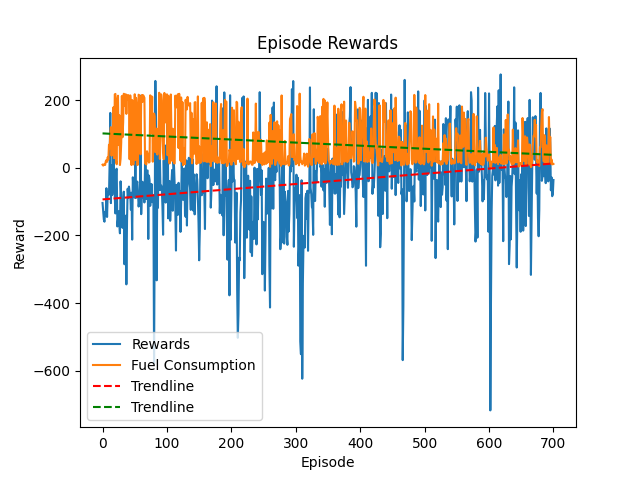 Episode Rewards
Reward
200
0
−200
−400
−600
Rewards
Fuel Consumption
Trendline
Trendline
0 100 200 300 400 500 600 700
Episode